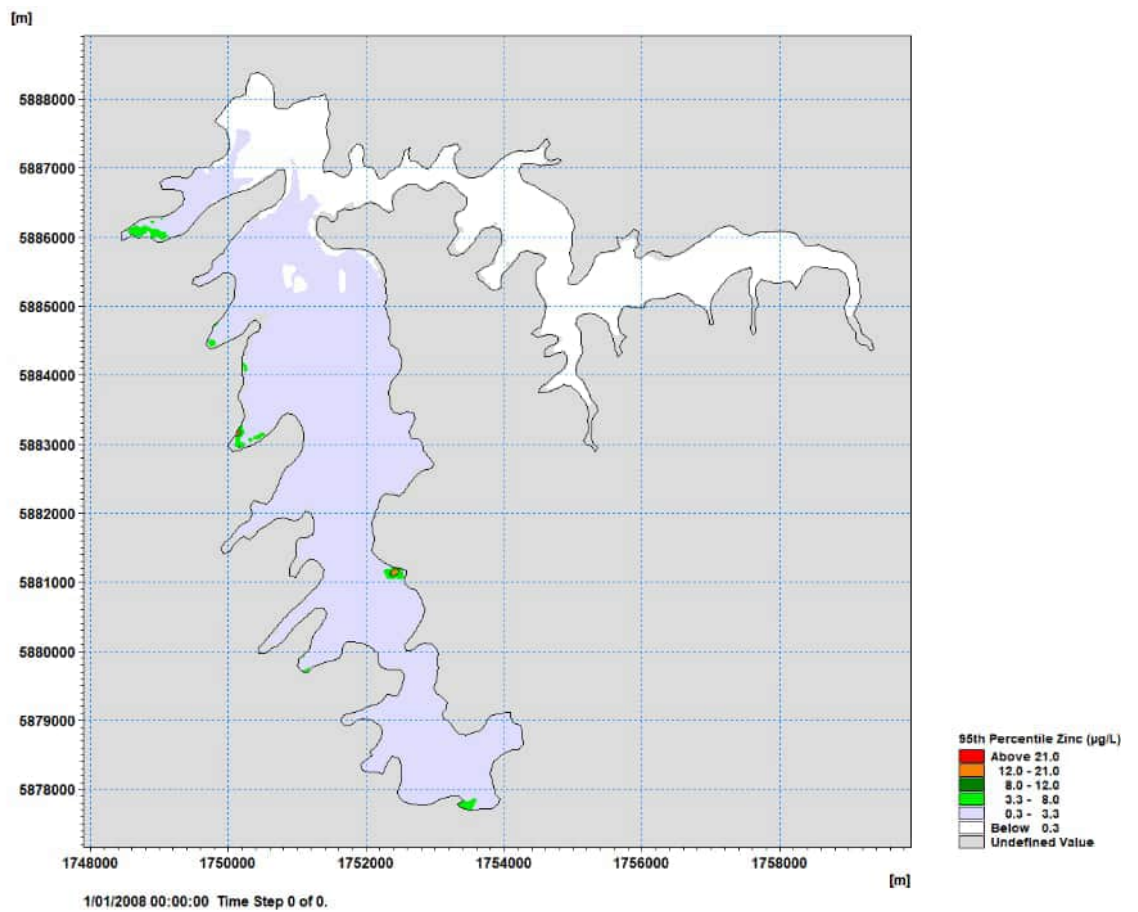 [m]
5888000
5887000
5886000
5885000
5884000
5883000
5882000
5881000
5880000
5879000
5878000
1748000 1750000 1752000 1754000 1756000 1758000
[m]
95th Percentile Zinc (µg/L)
Above 21.0
12.0 - 21.0
8.0 - 12.0
3.3 - 8.0
0.3 - 3.3
Below 0.3
Undefined Value
1/01/2008 00:00:00 Time Step 0 of 0.